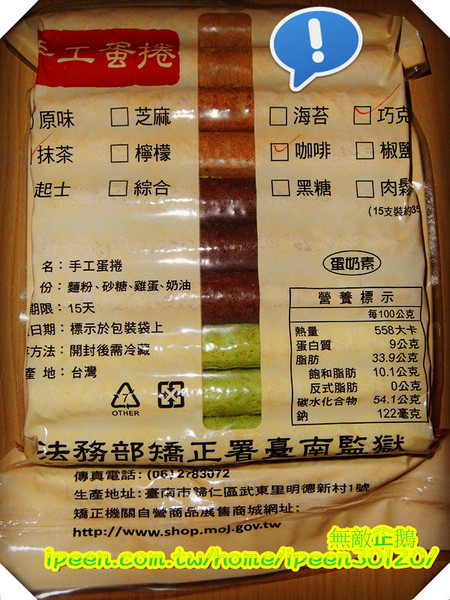 手工蛋捲
原味 □ 芝麻 □ 海苔 ☑ 巧克
抹茶 □ 檸檬 ☑ 咖啡 □ 椒鹽
起士 □ 綜合 □ 黑糖 □ 肉鬆
(15支裝約35
蛋奶素
名：手工蛋捲
份：麵粉、砂糖、雞蛋、奶油
期限：15天
日期：標示於包裝袋上
方法：開封後需冷藏
產地：台灣
營養標示
每100公克
熱量 558大卡
蛋白質 9公克
脂肪 33.9公克
飽和脂肪 10.1公克
反式脂肪 0公克
碳水化合物 54.1公克
鈉 122毫克
7
OTHER
法務部矯正署臺南監獄
傳真電話：(06)2783072
生產地址：臺南市歸仁區武東里明德新村1號
矯正機關自營商品展售商城網址：
http://www.shop.moj.gov.tw
無敵企鵝
ipeen.com.tw/home/ipeen30120/